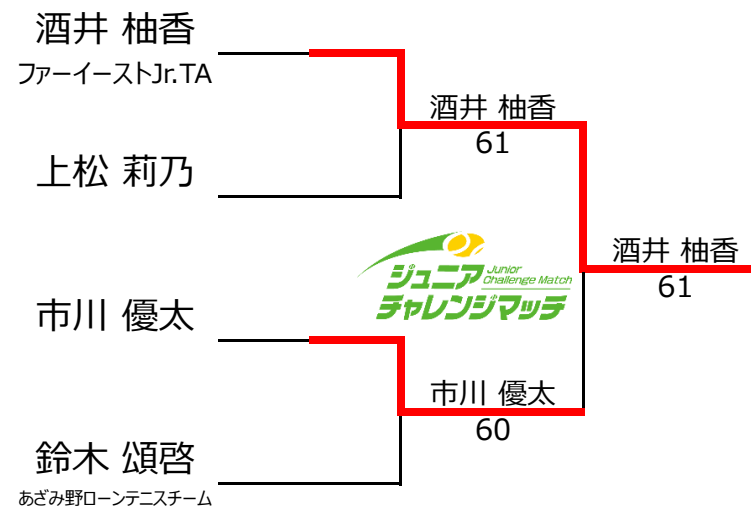 酒井 柚香
ファーイーストJr.TA
上松 莉乃
市川 優太
鈴木 頌啓
あざみ野ローンテニスチーム
酒井 柚香
61
ジュニア
Junior
Challenge Match
チャレンジマッチ
市川 優太
60
酒井 柚香
61